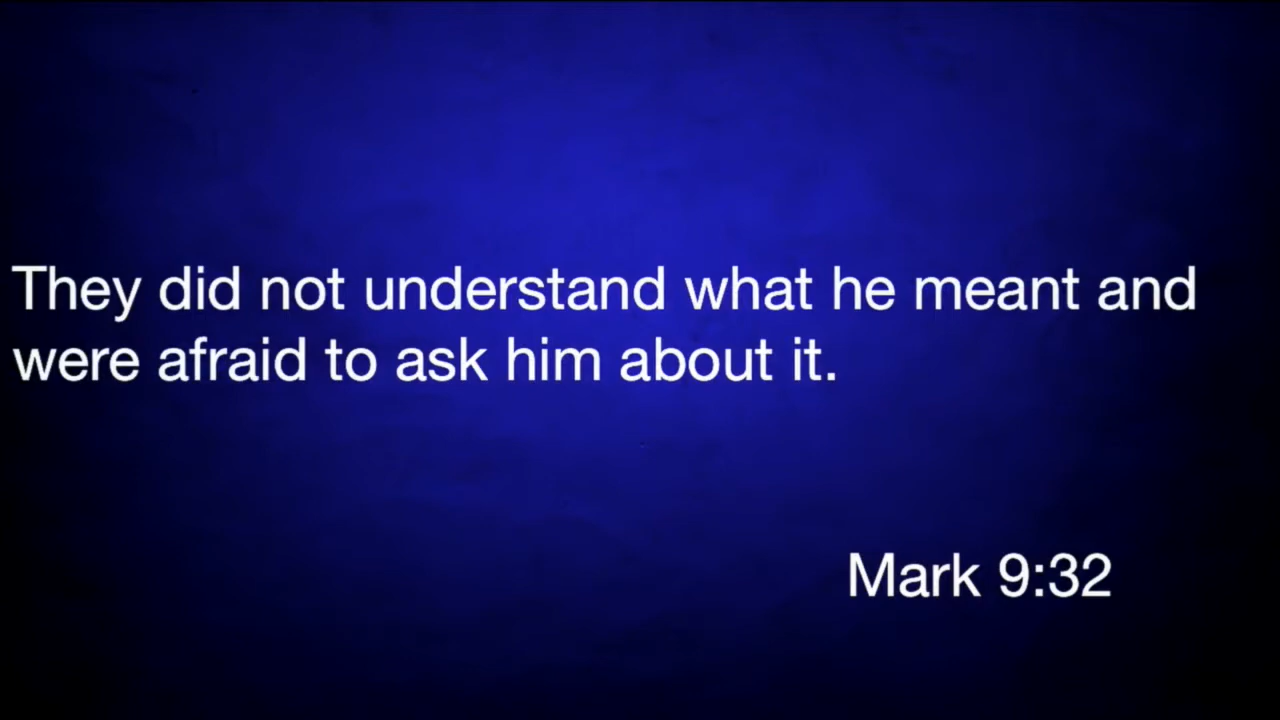 They did not understand what he meant and
were afraid to ask him about it.
Mark 9:32